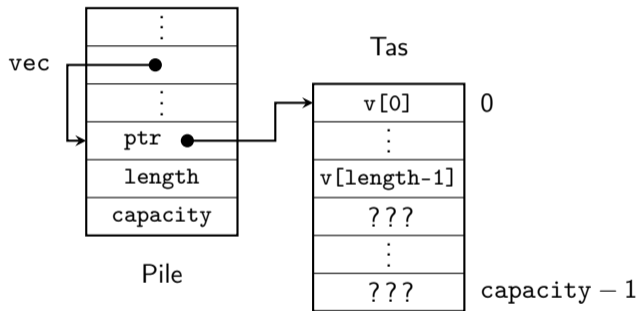 ⋮
Tas
vec
⋮
v[0] 0
ptr
⋮
length
v[length-1]
capacity
???
⋮
Pile
??? capacity − 1